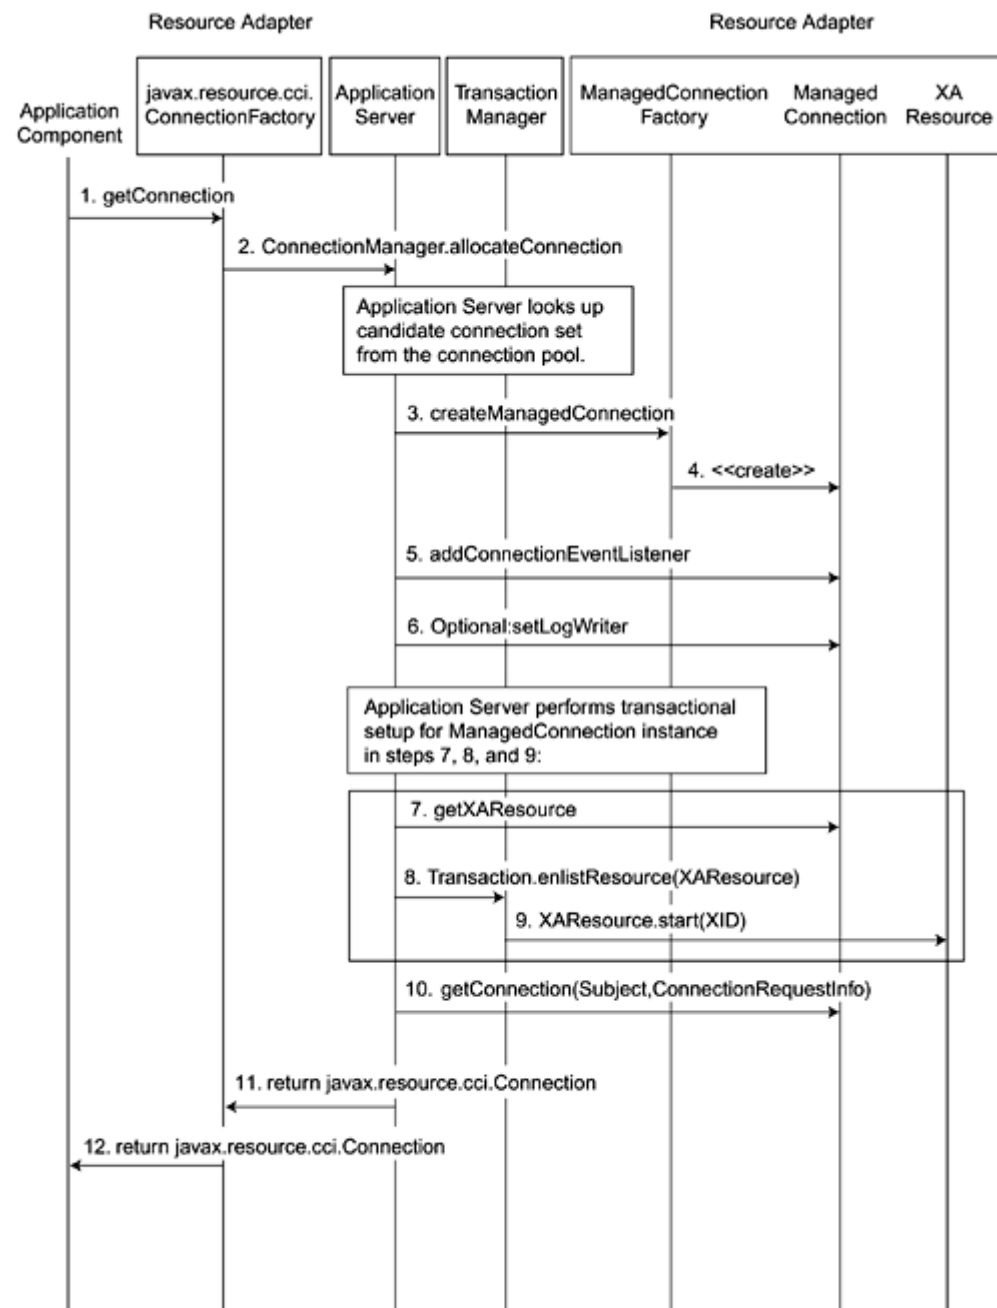 Resource Adapter
Resource Adapter
Application
Component
javax.resource.cci.
ConnectionFactory
Application
Server
Transaction
Manager
ManagedConnection
Factory
Managed
Connection
XA
Resource
1. getConnection
2. ConnectionManager.allocateConnection
Application Server looks up
candidate connection set
from the connection pool.
3. createManagedConnection
4. <<create>>
5. addConnectionEventListener
6. Optional:setLogWriter
Application Server performs transactional
setup for ManagedConnection instance
in steps 7, 8, and 9:
7. getXAResource
8. Transaction.enlistResource(XAResource)
9. XAResource.start(XID)
10. getConnection(Subject,ConnectionRequestInfo)
11. return javax.resource.cci.Connection
12. return javax.resource.cci.Connection